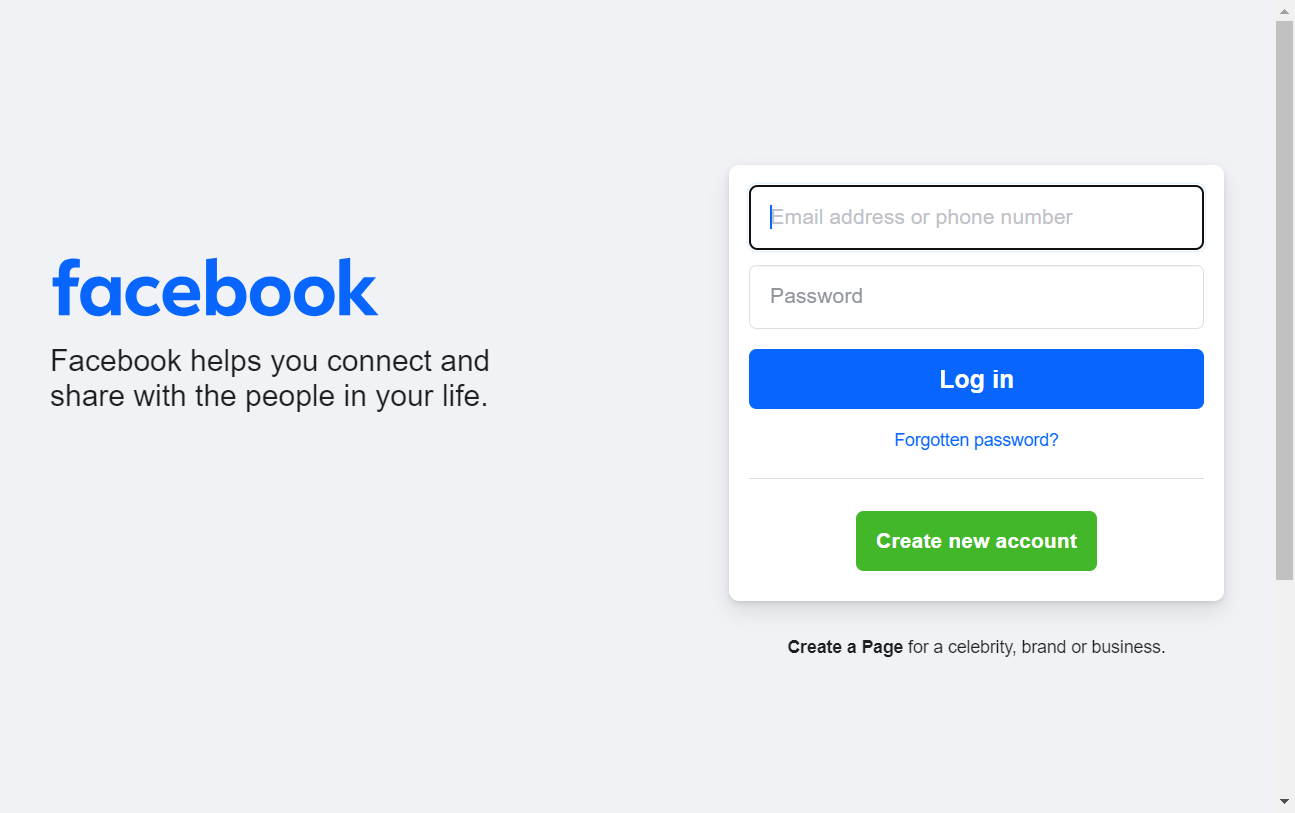 facebook
Facebook helps you connect and
share with the people in your life.
Email address or phone number
Password
Log in
Forgotten password?
Create new account
Create a Page for a celebrity, brand or business.